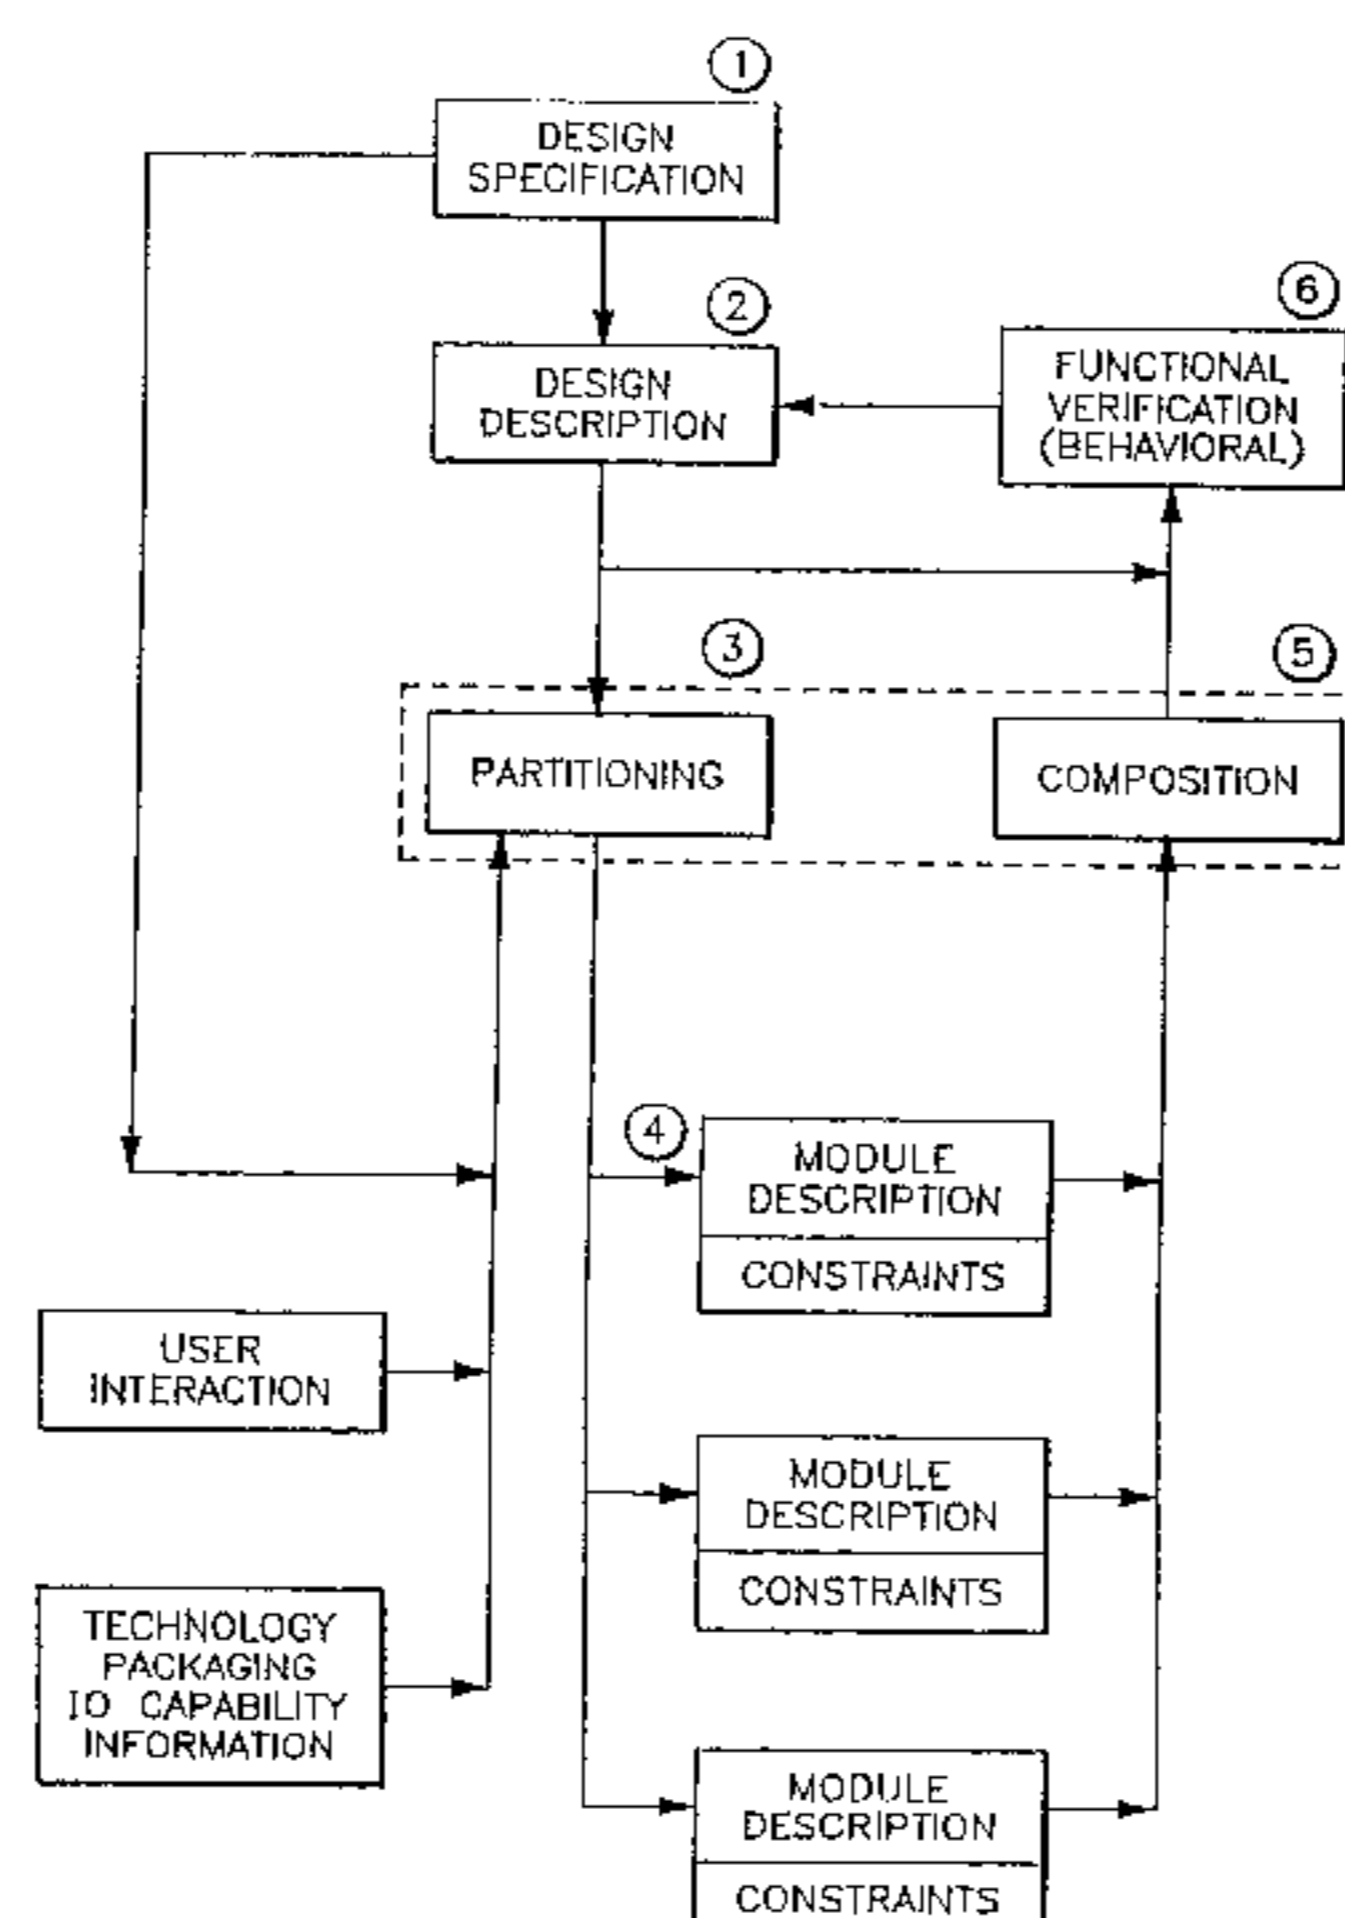 1
DESIGN
SPECIFICATION
2
DESIGN
DESCRIPTION
6
FUNCTIONAL
VERIFICATION
(BEHAVIORAL)
3
PARTITIONING
5
COMPOSITION
4
MODULE
DESCRIPTION
CONSTRAINTS
USER
INTERACTION
MODULE
DESCRIPTION
CONSTRAINTS
TECHNOLOGY
PACKAGING
IO CAPABILITY
INFORMATION
MODULE
DESCRIPTION
CONSTRAINTS